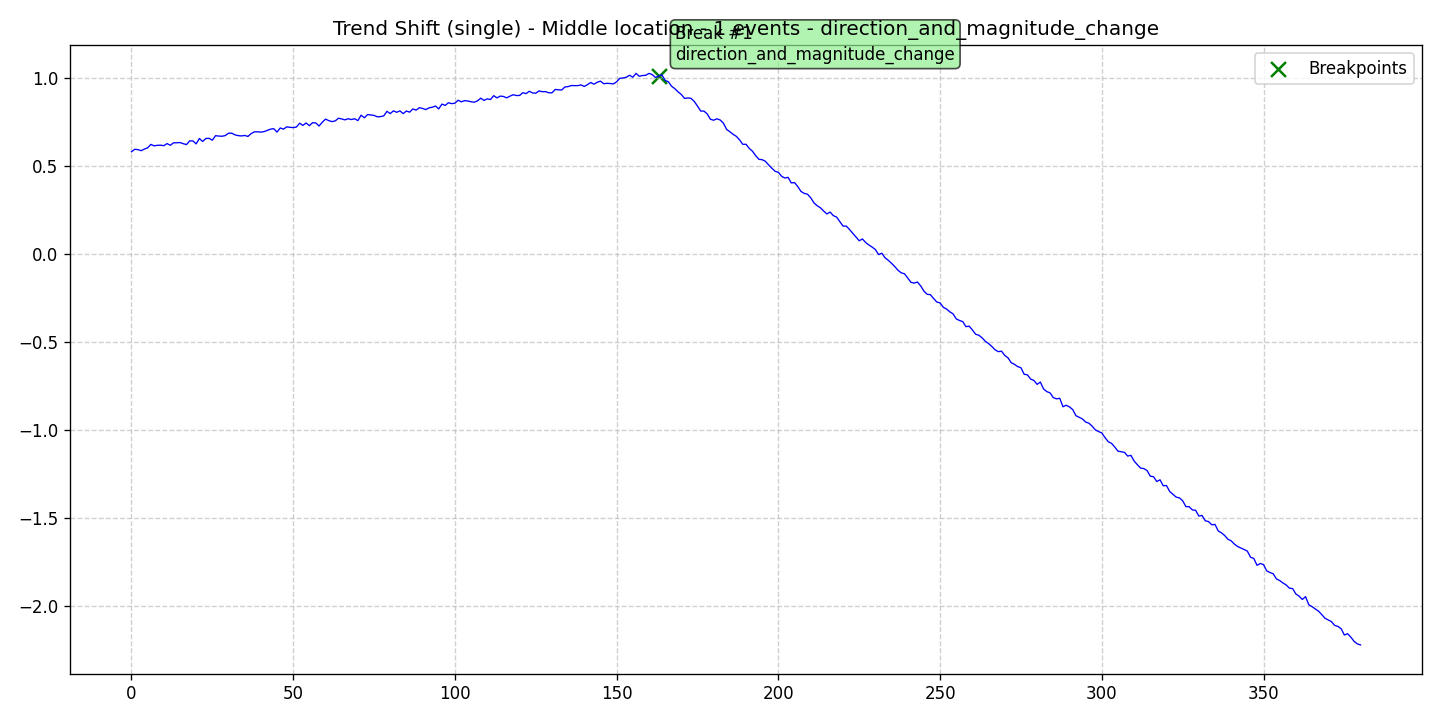 Trend Shift (single) - Middle location - 1 events - direction_and_magnitude_change
Break #1
direction_and_magnitude_change
Breakpoints
1.0
0.5
0.0
−0.5
−1.0
−1.5
−2.0
0 50 100 150 200 250 300 350